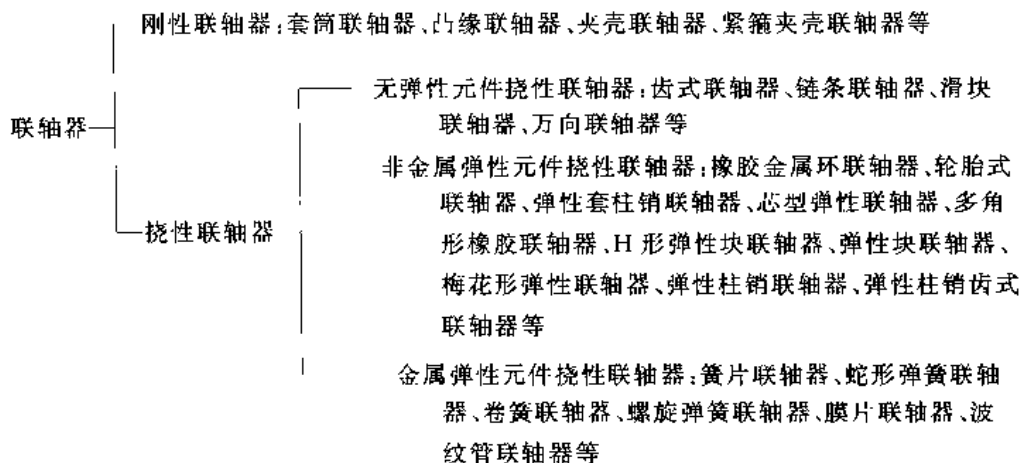 刚性联轴器:套筒联轴器、凸缘联轴器、夹壳联轴器、紧箍夹壳联轴器等
无弹性元件挠性联轴器:齿式联轴器、链条联轴器、滑块
联轴器、万向联轴器等
联轴器
非金属弹性元件挠性联轴器:橡胶金属环联轴器、轮胎式
联轴器、弹性套柱销联轴器、芯型弹性联轴器、多角
挠性联轴器
形橡胶联轴器、H 形弹性块联轴器、弹性块联轴器、
梅花形弹性联轴器、弹性柱销联轴器、弹性柱销齿式
联轴器等
金属弹性元件挠性联轴器:簧片联轴器、蛇形弹簧联轴
器、卷簧联轴器、螺旋弹簧联轴器、膜片联轴器、波
纹管联轴器等